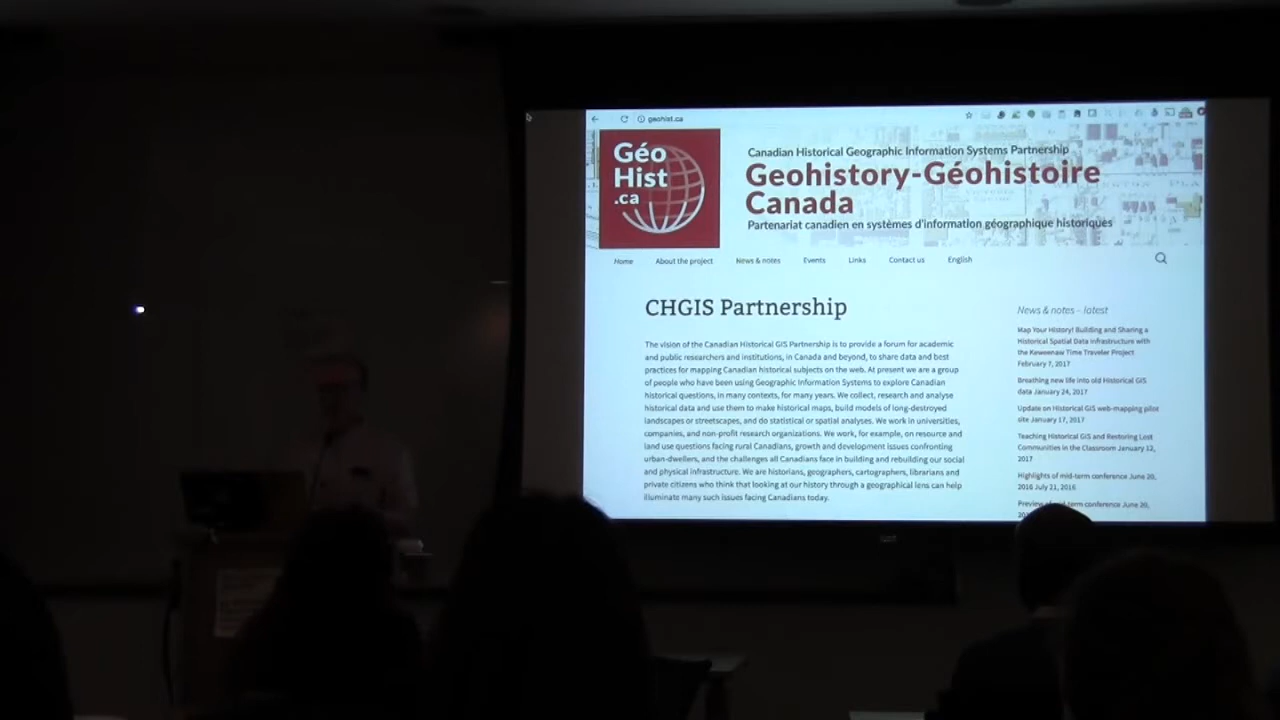 geohist.ca
Géo
Hist
.ca
Canadian Historical Geographic Information Systems Partnership
Geohistory-Géohistoire
Canada
Partenariat canadien en systèmes d'information géographique historiques
Home About the project News & notes Events Links Contact us English
CHGIS Partnership
The vision of the Canadian Historical GIS Partnership is to provide a forum for academic
and public researchers and institutions, in Canada and beyond, to share data and best
practices for mapping Canadian historical subjects on the web. At present we are a group
of people who have been using Geographic Information Systems to explore Canadian
historical questions, in many contexts, for many years. We collect, research and analyse
historical data and use them to make historical maps, build models of long-destroyed
landscapes or streetscapes, and do statistical or spatial analyses. We work in universities,
companies, and non-profit research organizations. We work, for example, on resource and
land use questions facing rural Canadians, growth and development issues confronting
urban-dwellers, and the challenges all Canadians face in building and rebuilding our social
and physical infrastructure. We are historians, geographers, cartographers, librarians and
private citizens who think that looking at our history through a geographical lens can help
illuminate many such issues facing Canadians today.
News & notes – latest
Map Your History! Building and Sharing a
Historical Spatial Data Infrastructure with
the Keweenaw Time Traveler Project
February 7, 2017
Breathing new life into old Historical GIS
data January 24, 2017
Update on Historical GIS web-mapping pilot
site January 17, 2017
Teaching Historical GIS and Restoring Lost
Communities in the Classroom January 12,
2017
Highlights of mid-term conference June 20,
2016 July 21, 2016
Preview of mid-term conference June 20,